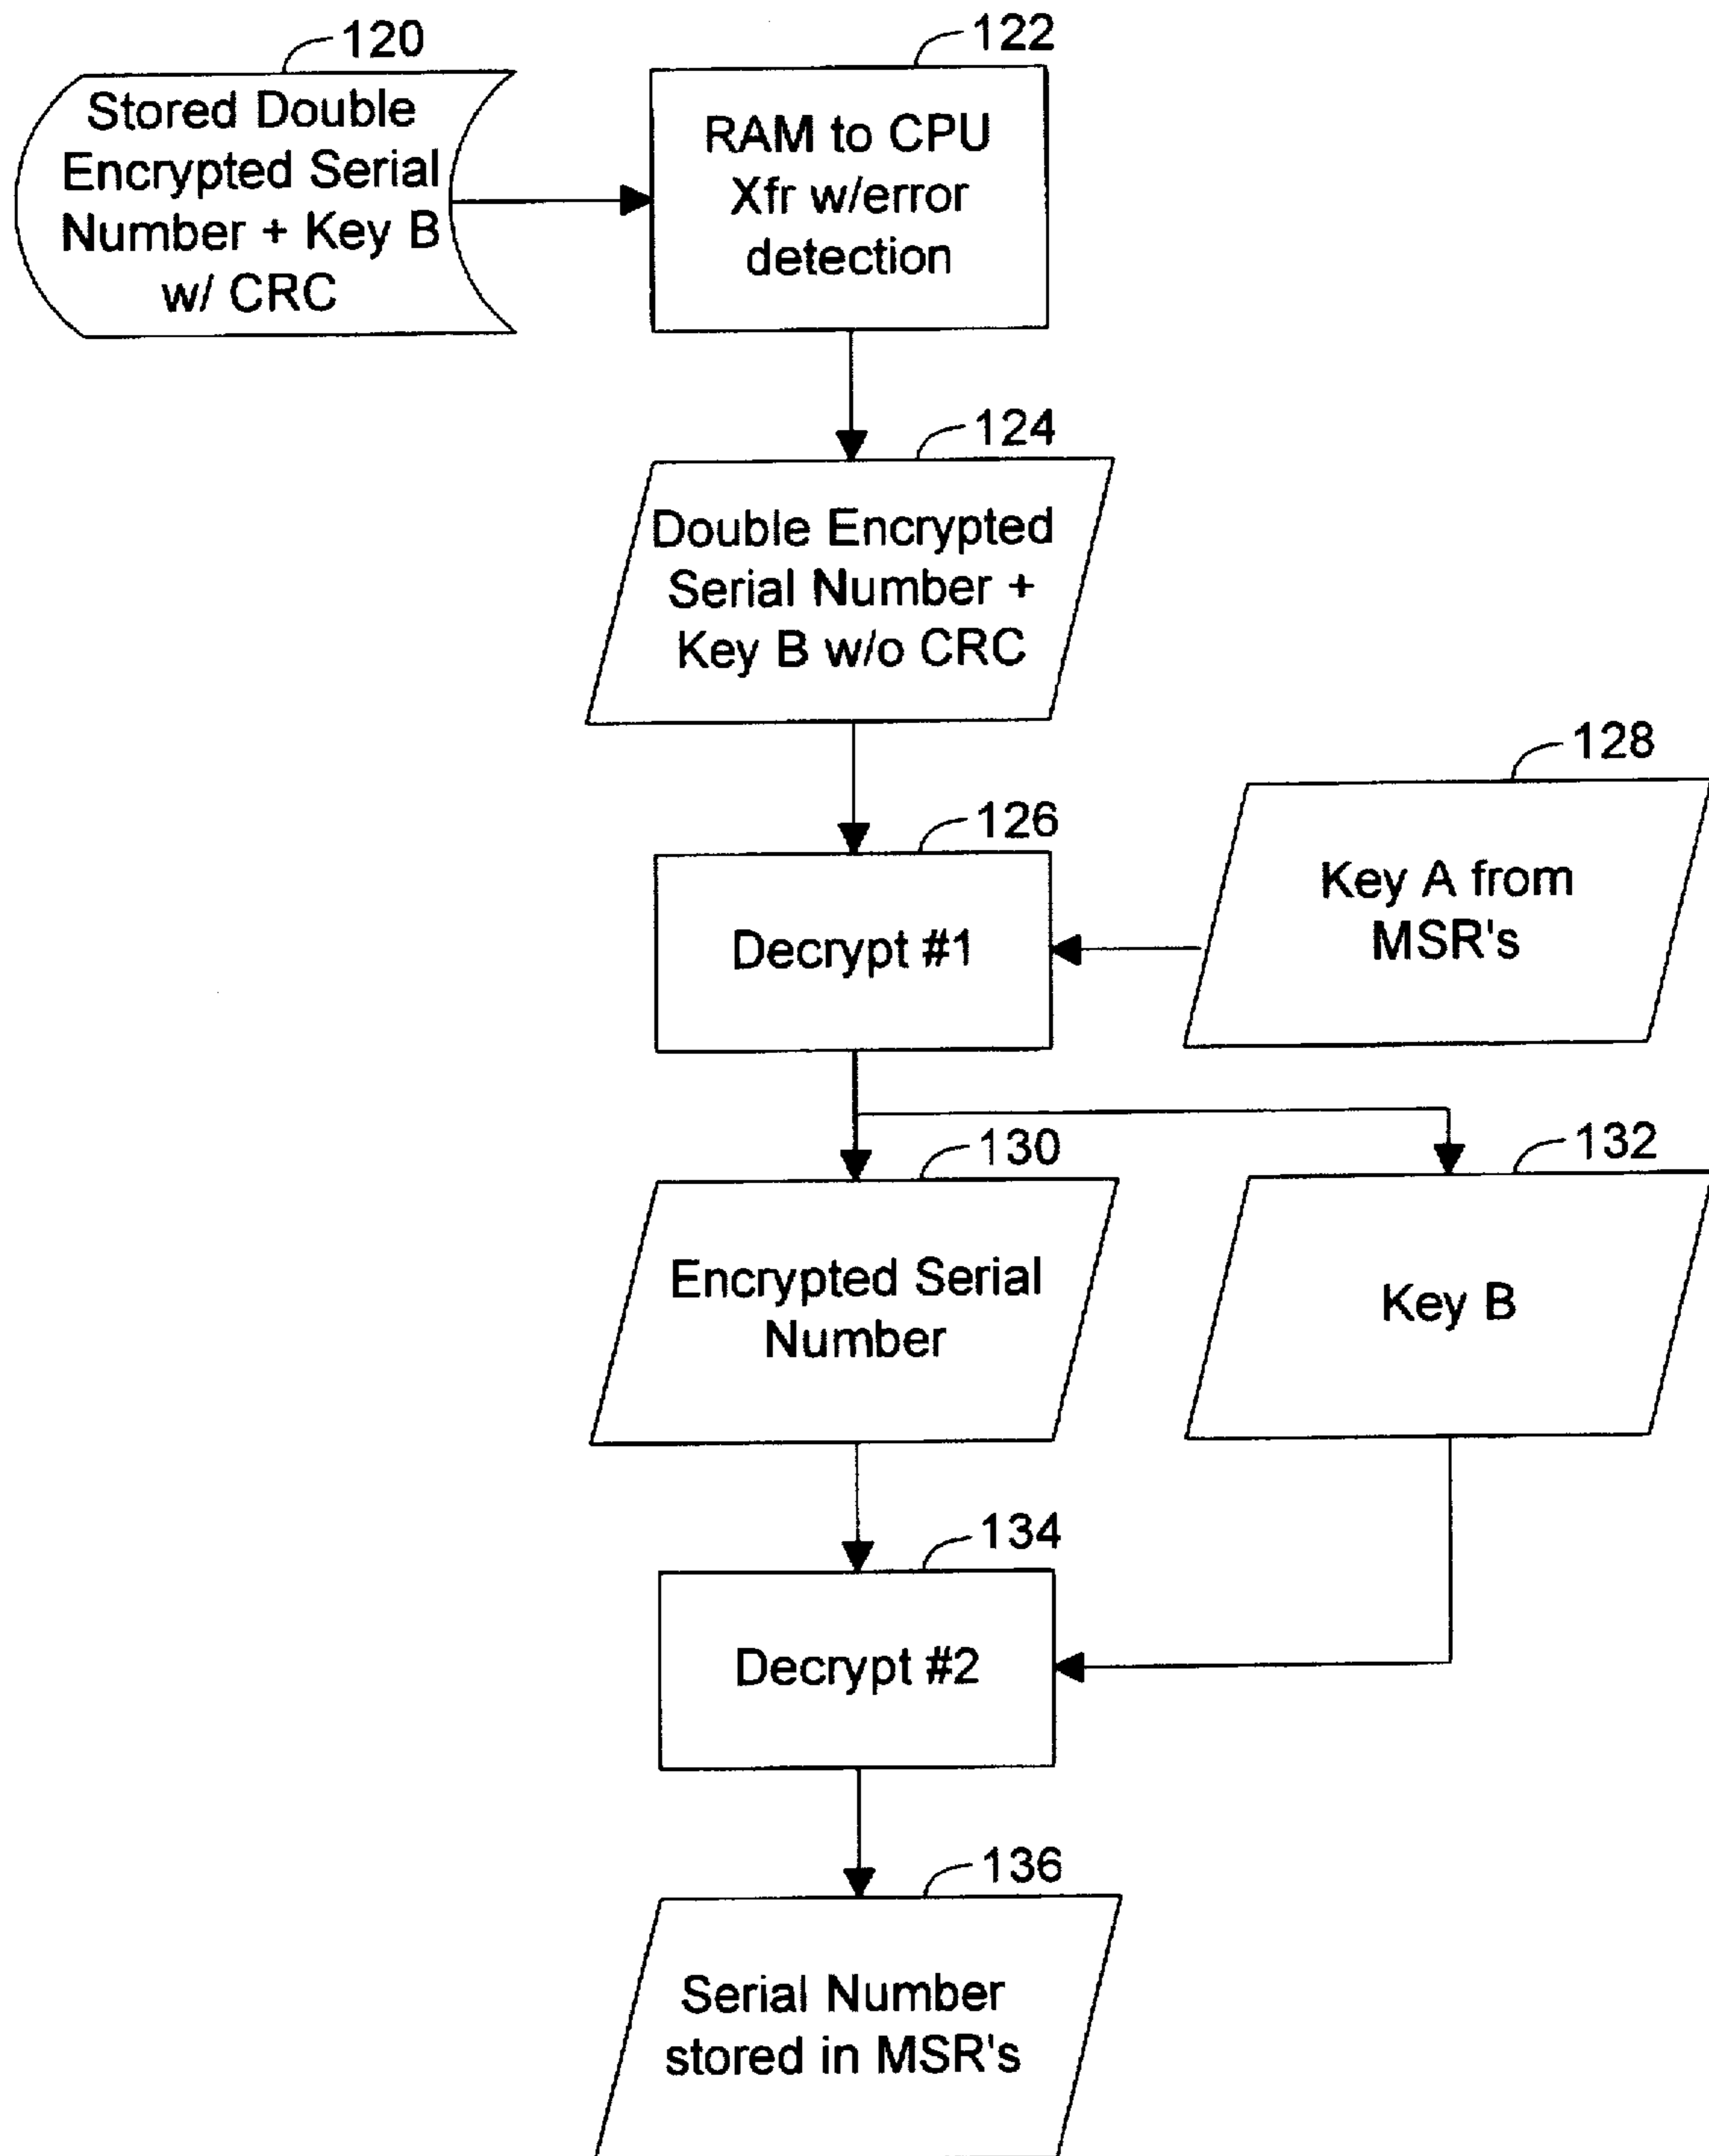 120
Stored Double
Encrypted Serial
Number + Key B
w/ CRC
122
RAM to CPU
Xfr w/error
detection
124
Double Encrypted
Serial Number +
Key B w/o CRC
126
Decrypt #1
128
Key A from
MSR's
130
Encrypted Serial
Number
132
Key B
134
Decrypt #2
136
Serial Number
stored in MSR's